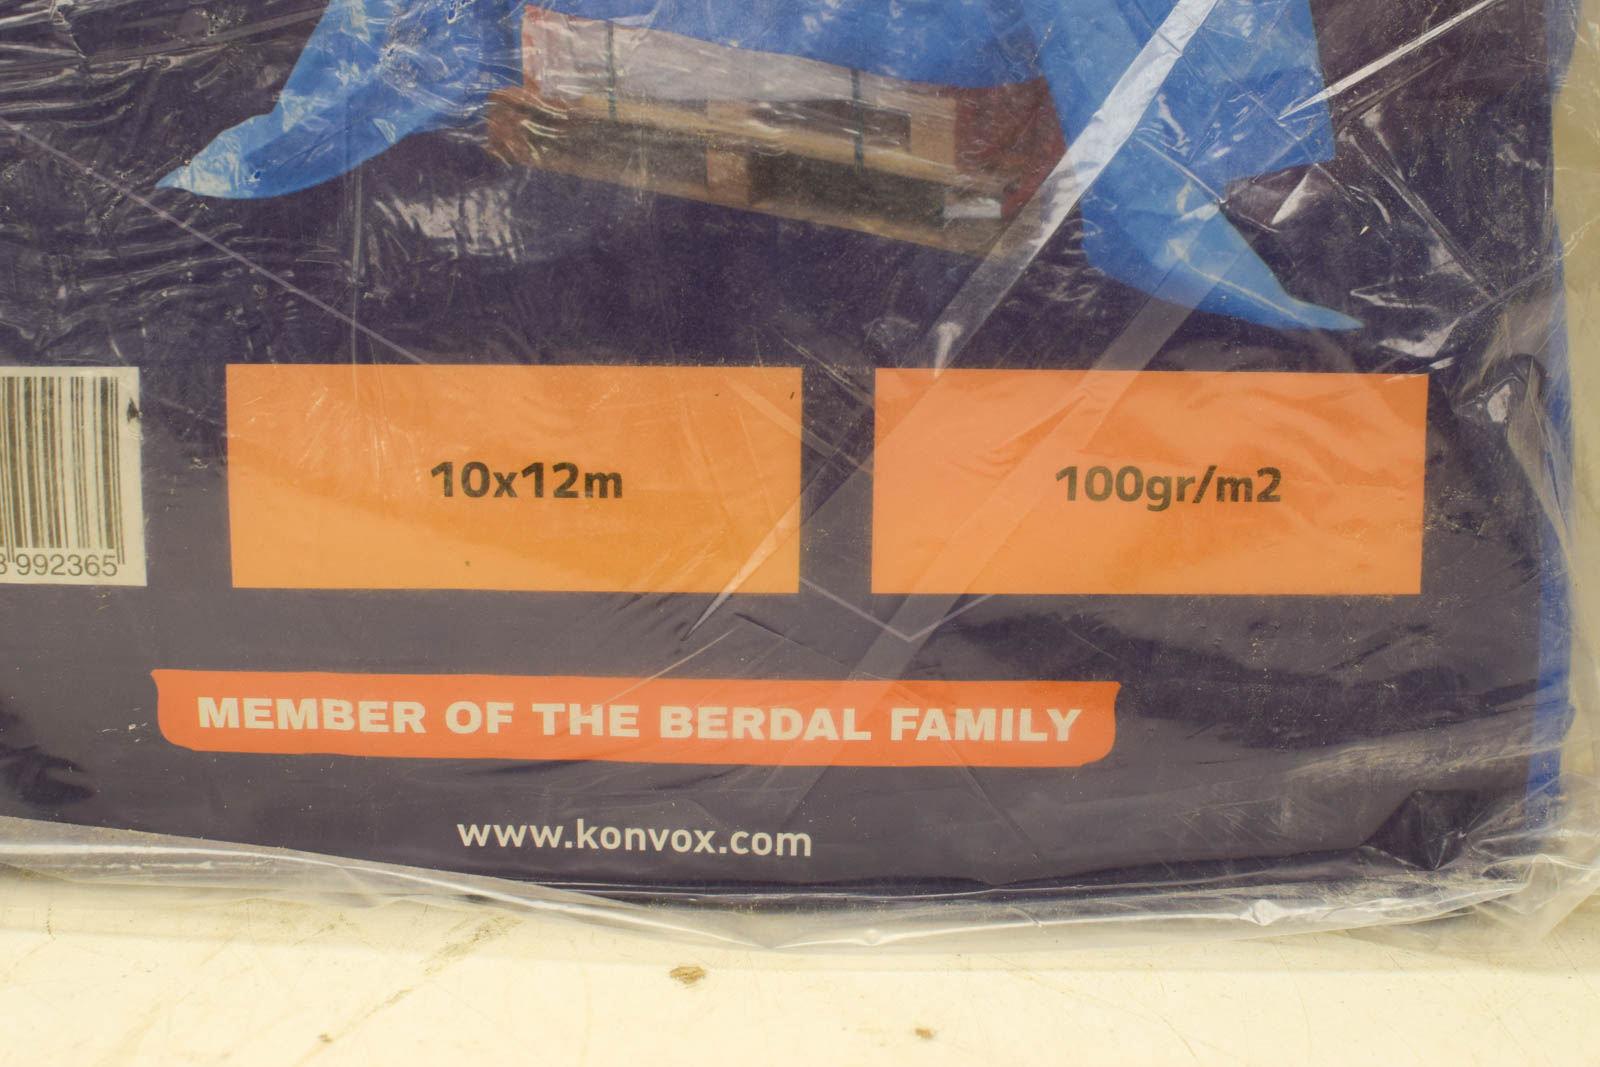 10x12m
100gr/m2
992365
MEMBER OF THE BERDAL FAMILY
www.konvox.com